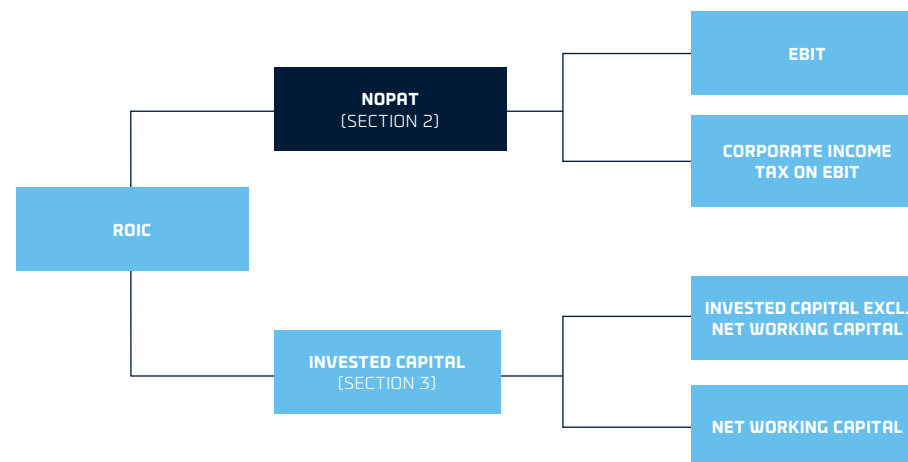 EBIT
NOPAT
(SECTION 2)
CORPORATE INCOME
TAX ON EBIT
ROIC
INVESTED CAPITAL EXCL.
NET WORKING CAPITAL
INVESTED CAPITAL
(SECTION 3)
NET WORKING CAPITAL